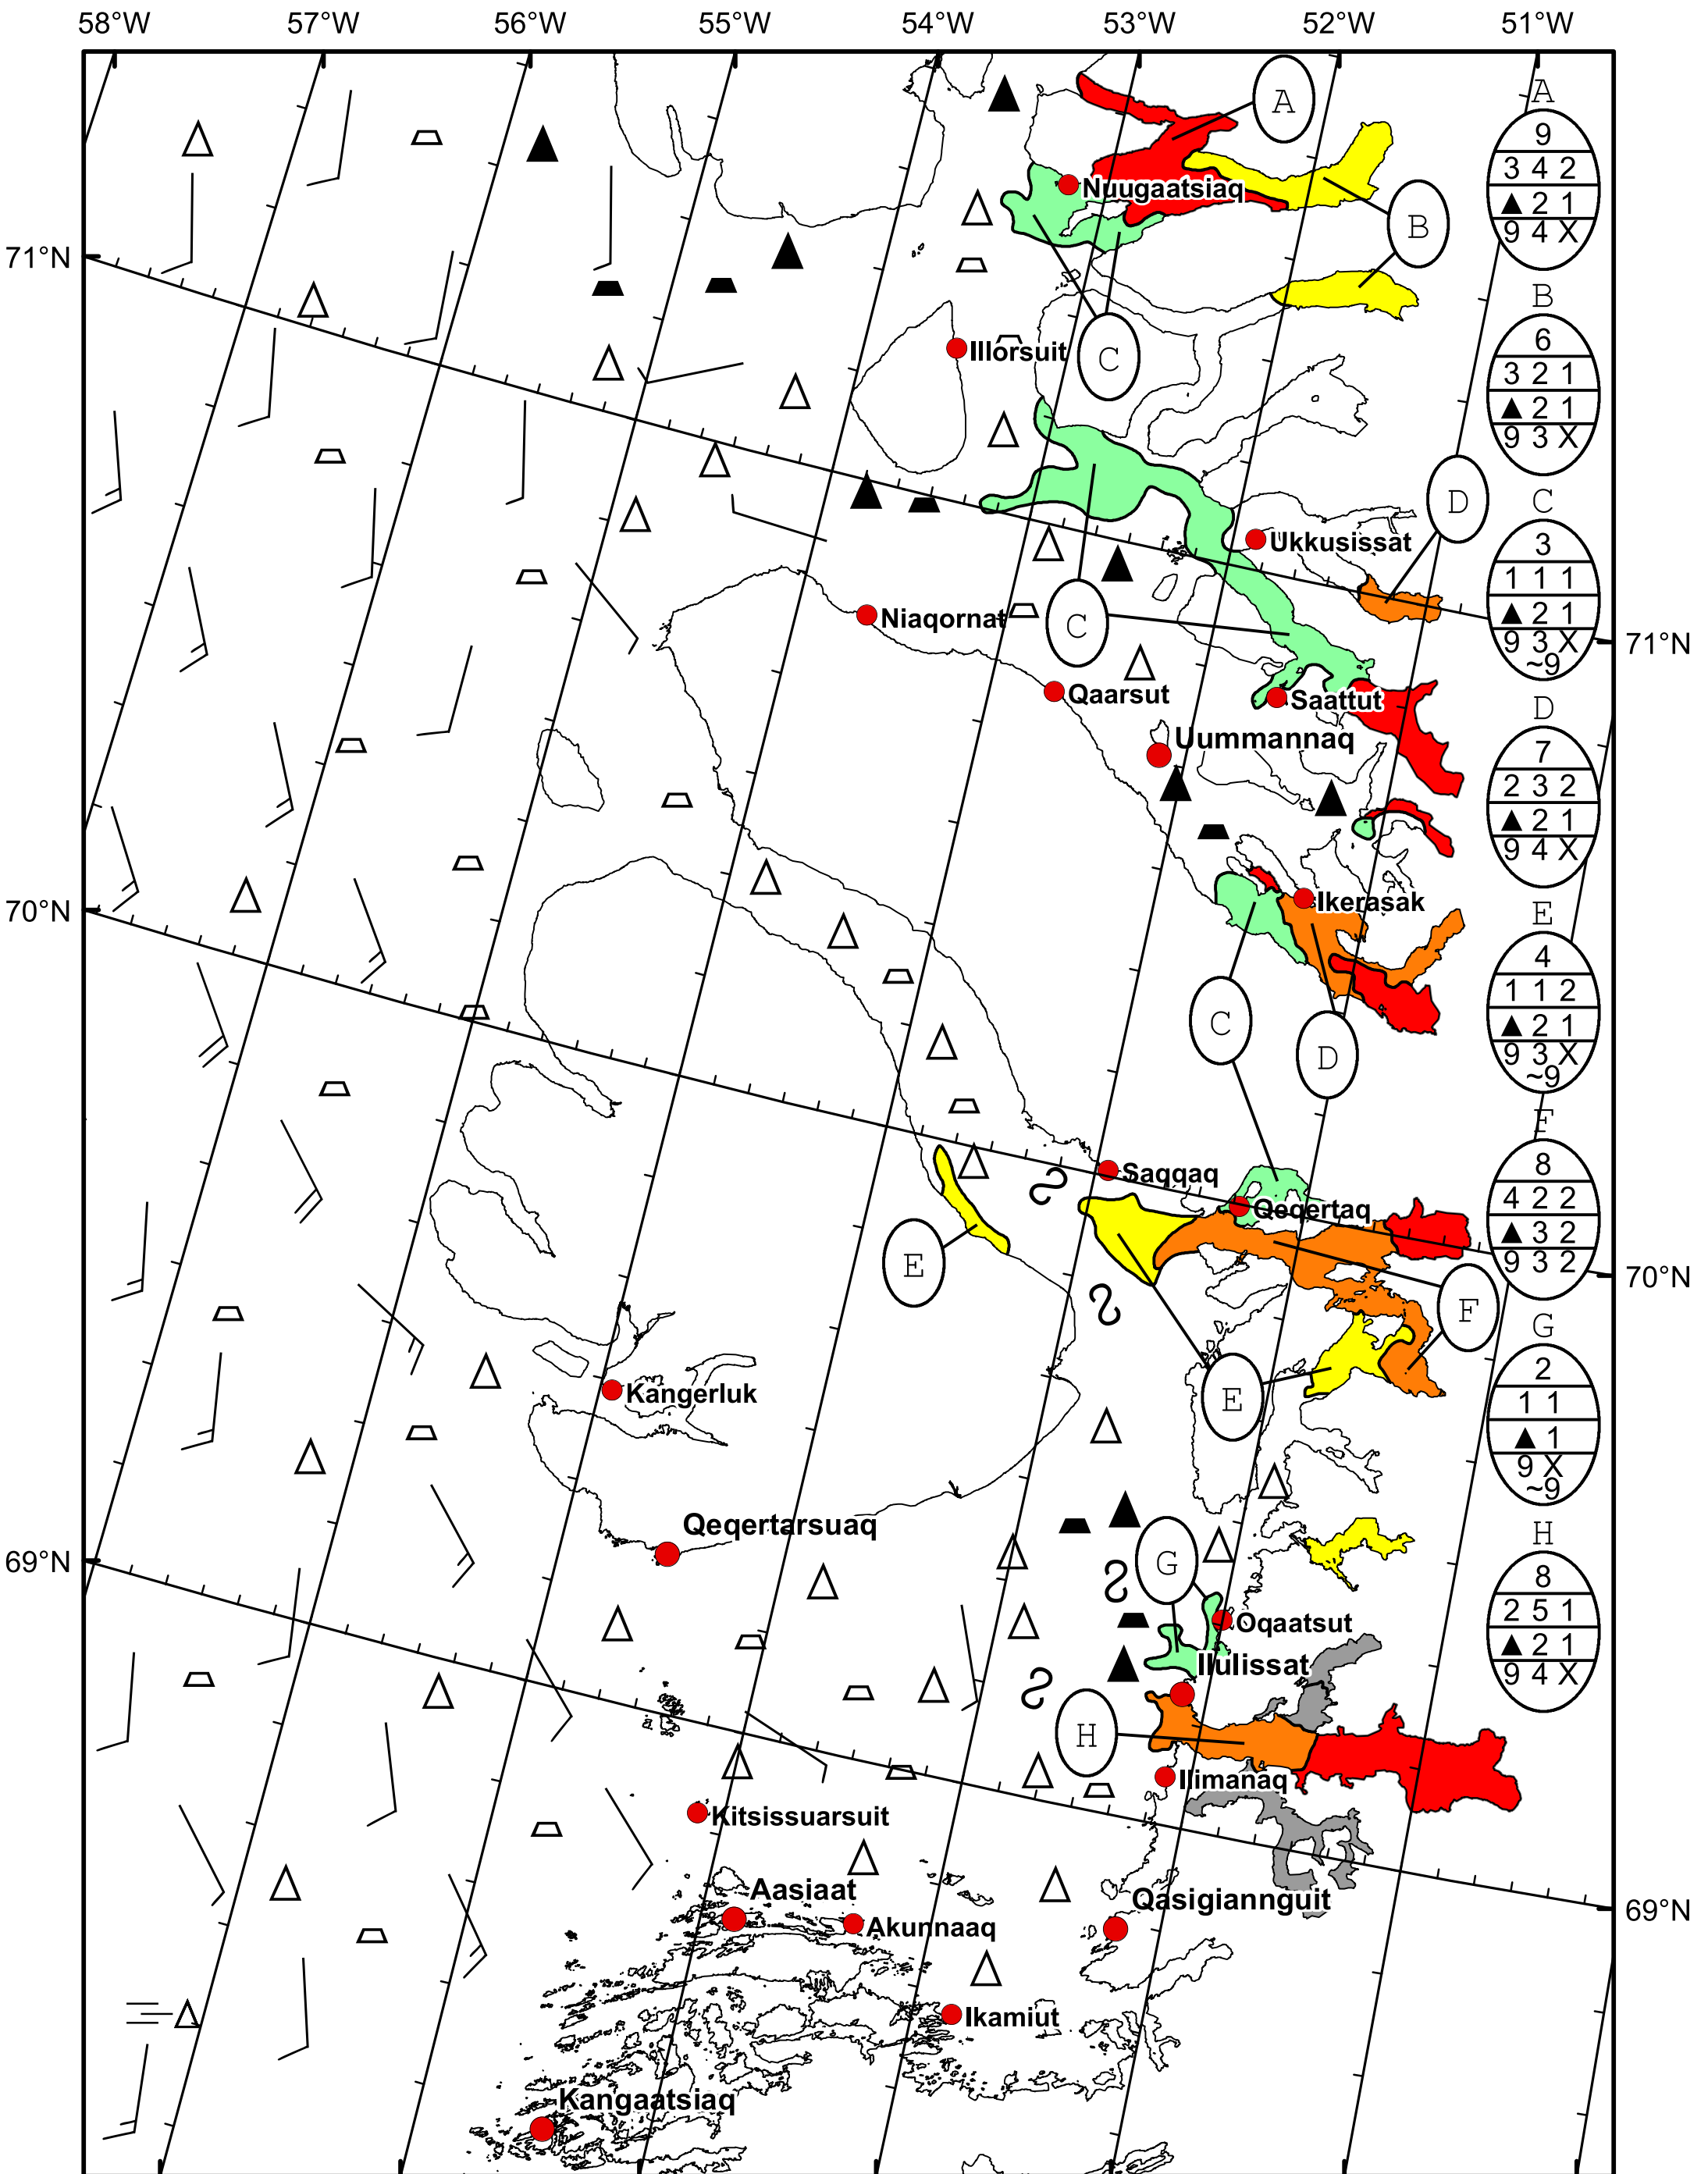 58°W 57°W 56°W 55°W 54°W 53°W 52°W 51°W
A
9
3 4 2
▲ 2 1
9 4 X
A
Nuugaatsiaq
B
71°N
C
Illorsuit
B
6
3 2 1
▲ 2 1
9 3 X
D
Ukkusissat
C
3
1 1 1
▲ 2 1
9 3 X
~9
Niaqornat
C
71°N
Qaarsut
Saattut
Uummannaq
D
7
2 3 2
▲ 2 1
9 4 X
70°N
Ikerasak
C
D
E
4
1 1 2
▲ 2 1
9 3 X
~9
Saqqaq
Qeqertaq
E
F
8
4 2 2
▲ 3 2
9 3 2
70°N
F
Kangerluk
E
G
2
1 1
▲ 1
9 X
~9
Qeqertarsuaq
69°N
G
Oqaatsut
Ilulissat
H
8
2 5 1
▲ 2 1
9 4 X
H
Ilimanaq
Kitsissuarsuit
Aasiaat
Akunnaaq
Qasigiannguit
69°N
Ikamiut
Kangaatsiaq